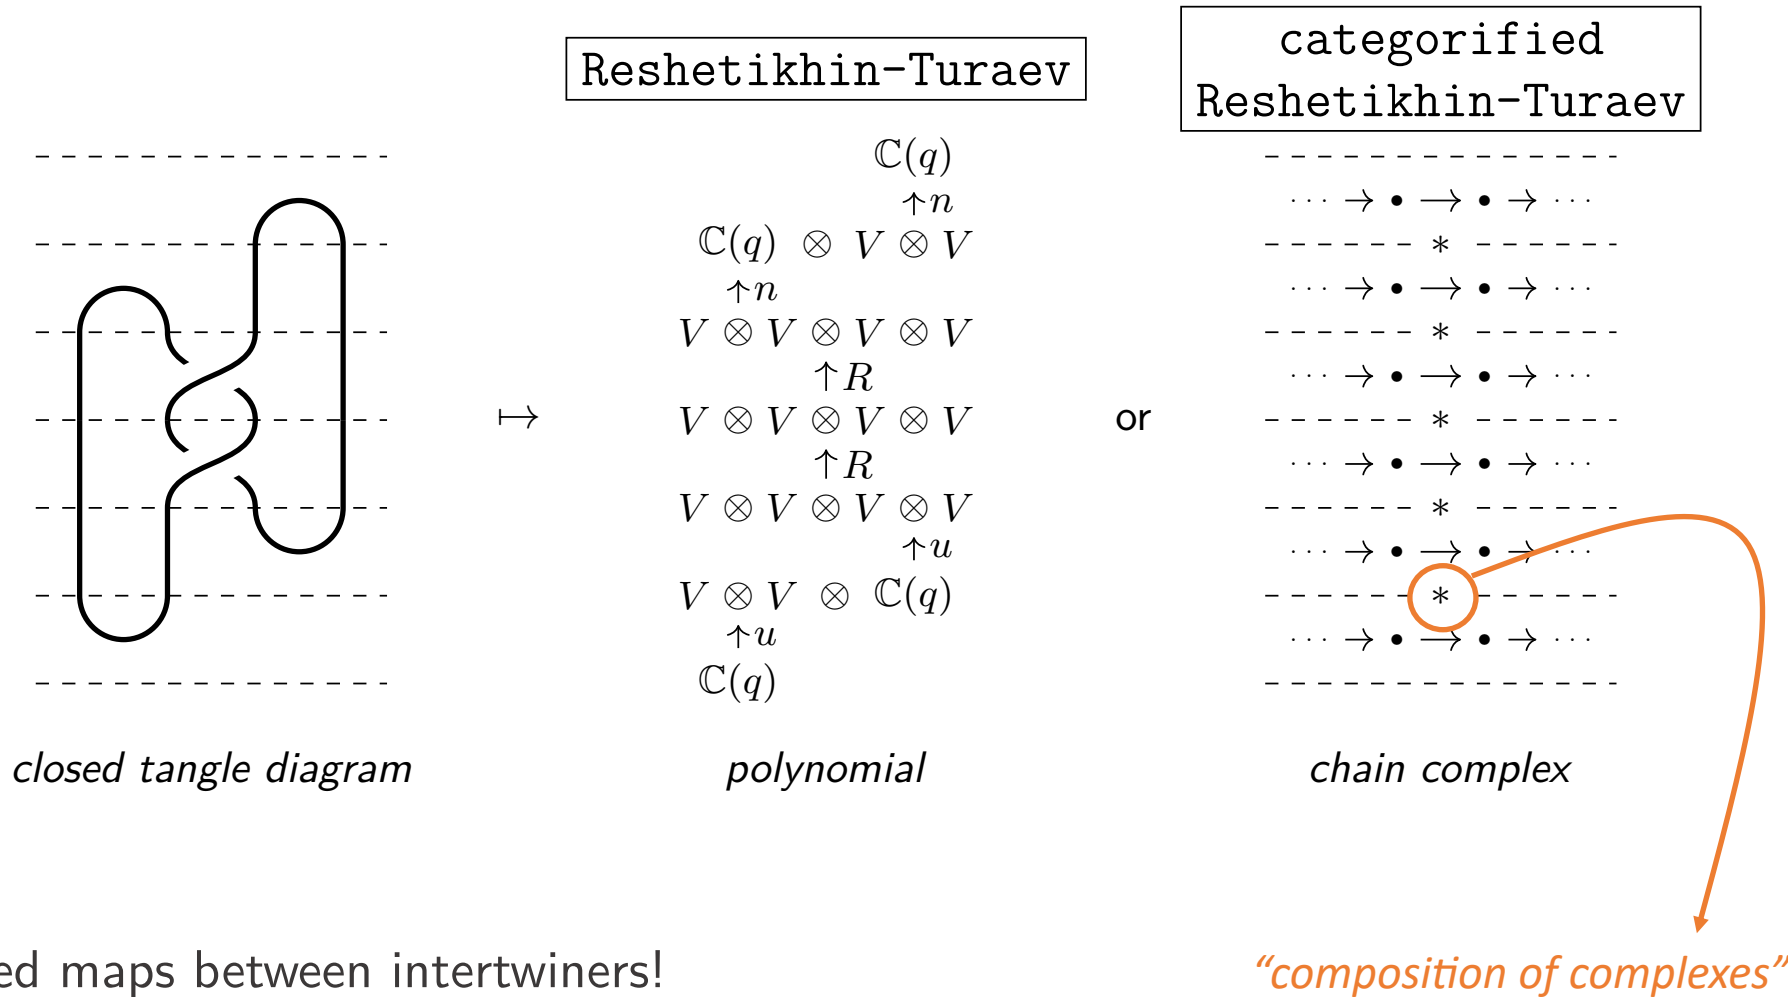 Reshetikhin-Turaev
categorified
Reshetikhin-Turaev
ℂ(q)
↑n
ℂ(q) ⊗ V ⊗ V
↑n
V ⊗ V ⊗ V ⊗ V
↑R
V ⊗ V ⊗ V ⊗ V
↑R
V ⊗ V ⊗ V ⊗ V
↑u
V ⊗ V ⊗ ℂ(q)
↑u
ℂ(q)
↦
or
··· → • → • → ···
*
··· → • → • → ···
*
··· → • → • → ···
*
··· → • → • → ···
*
··· → • → • → ···
*
··· → • → • → ···
closed tangle diagram
polynomial
chain complex
ed maps between intertwiners!
“composition of complexes”